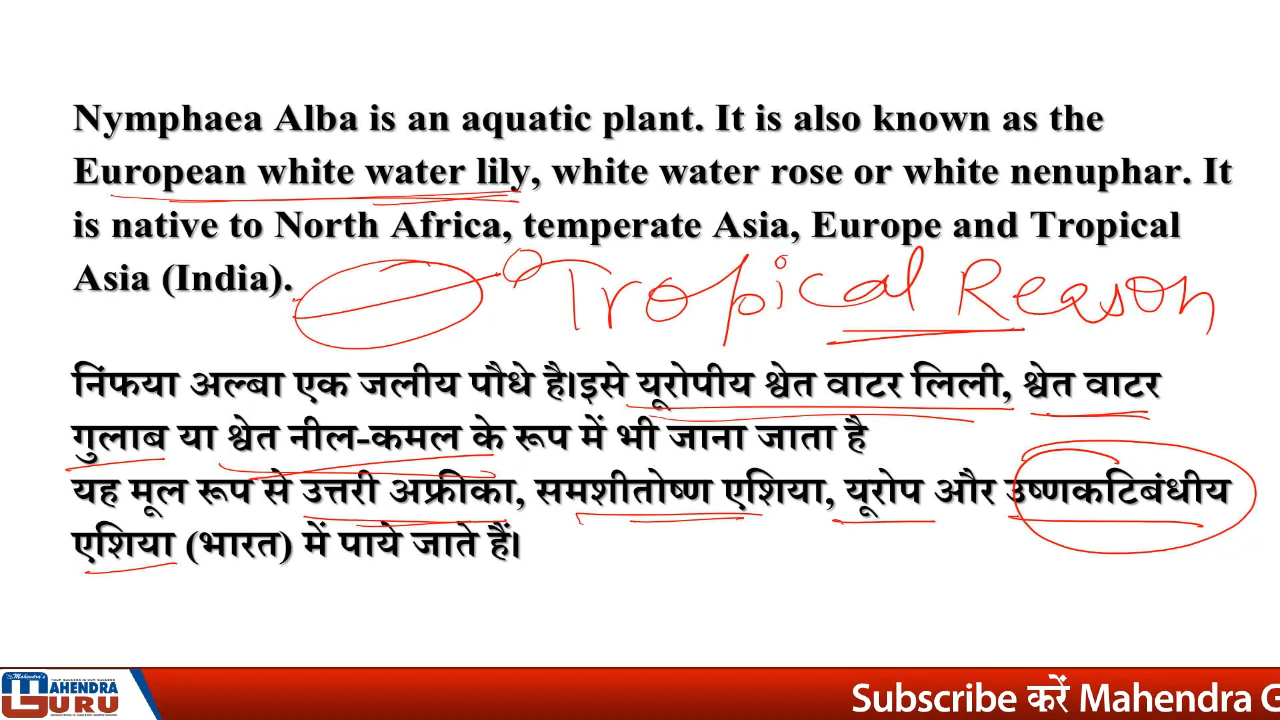 Nymphaea Alba is an aquatic plant. It is also known as the
European white water lily, white water rose or white nenuphar. It
is native to North Africa, temperate Asia, Europe and Tropical
Asia (India).
Tropical Reason
निंफया अल्बा एक जलीय पौधे है।इसे यूरोपीय श्वेत वाटर लिली, श्वेत वाटर
गुलाब या श्वेत नील-कमल के रूप में भी जाना जाता है
यह मूल रूप से उत्तरी अफ्रीका, समशीतोष्ण एशिया, यूरोप और उष्णकटिबंधीय
एशिया (भारत) में पाये जाते हैं।
Mahendra's
MAHENDRA
GURU
Subscribe करें Mahendra G